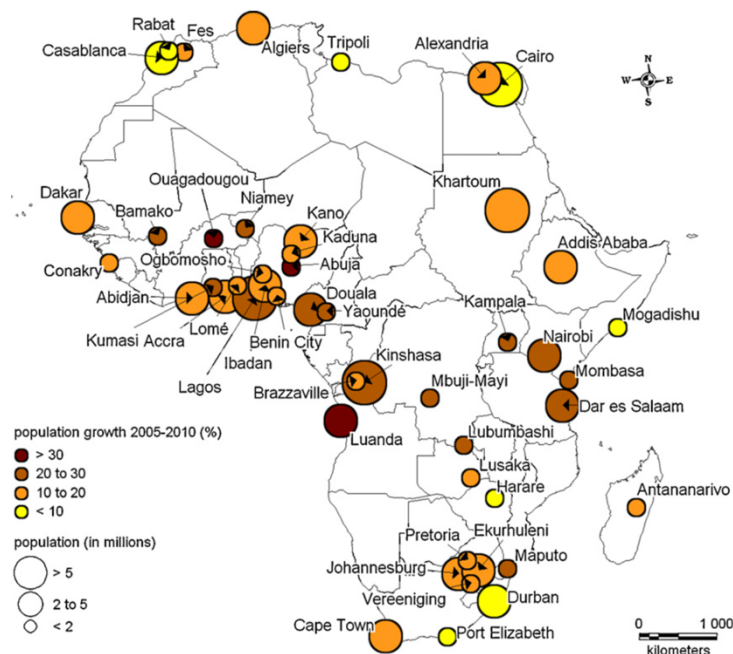 Rabat
Fes
Casablanca
Algiers
Tripoli
Alexandria
Cairo
N
W
E
S
Dakar
Ouagadougou
Bamako
Niamey
Kano
Khartoum
Kaduna
Addis Ababa
Conakry
Ogbomosho
Abuja
Abidjan
Douala
Kampala
Mogadishu
Kumasi Accra
Yaoundé
Lomé
Benin City
Nairobi
Ibadan
Kinshasa
Lagos
Mombasa
Brazzaville
Mbuji-Mayi
Dar es Salaam
population growth 2005-2010 (%)
> 30
20 to 30
10 to 20
< 10
Luanda
Lubumbashi
Lusaka
Harare
Antananarivo
population (in millions)
> 5
2 to 5
< 2
Pretoria
Ekurhuleni
Johannesburg
Maputo
Vereeniging
Durban
Cape Town
Port Elizabeth
0 1 000
kilometers